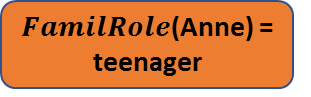 FamilRole(Anne) =
teenager